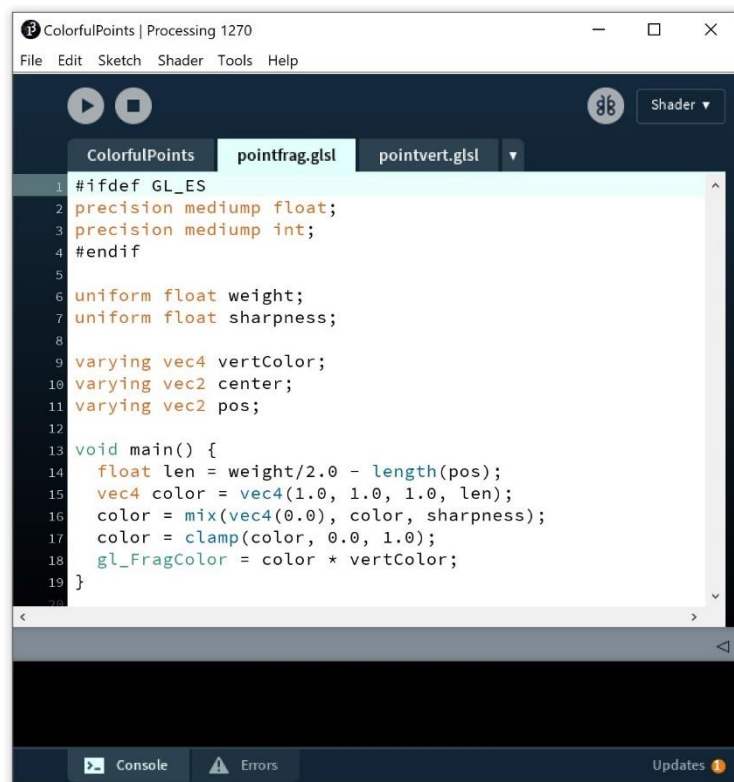 ColorfulPoints | Processing 1270
File Edit Sketch Shader Tools Help
Shader ▼
ColorfulPoints pointfrag.glsl pointvert.glsl ▼
1 #ifdef GL_ES
2 precision mediump float;
3 precision mediump int;
4 #endif
5
6 uniform float weight;
7 uniform float sharpness;
8
9 varying vec4 vertColor;
10 varying vec2 center;
11 varying vec2 pos;
12
13 void main() {
14   float len = weight/2.0 - length(pos);
15   vec4 color = vec4(1.0, 1.0, 1.0, len);
16   color = mix(vec4(0.0), color, sharpness);
17   color = clamp(color, 0.0, 1.0);
18   gl_FragColor = color * vertColor;
19 }
20
Console Errors Updates 1